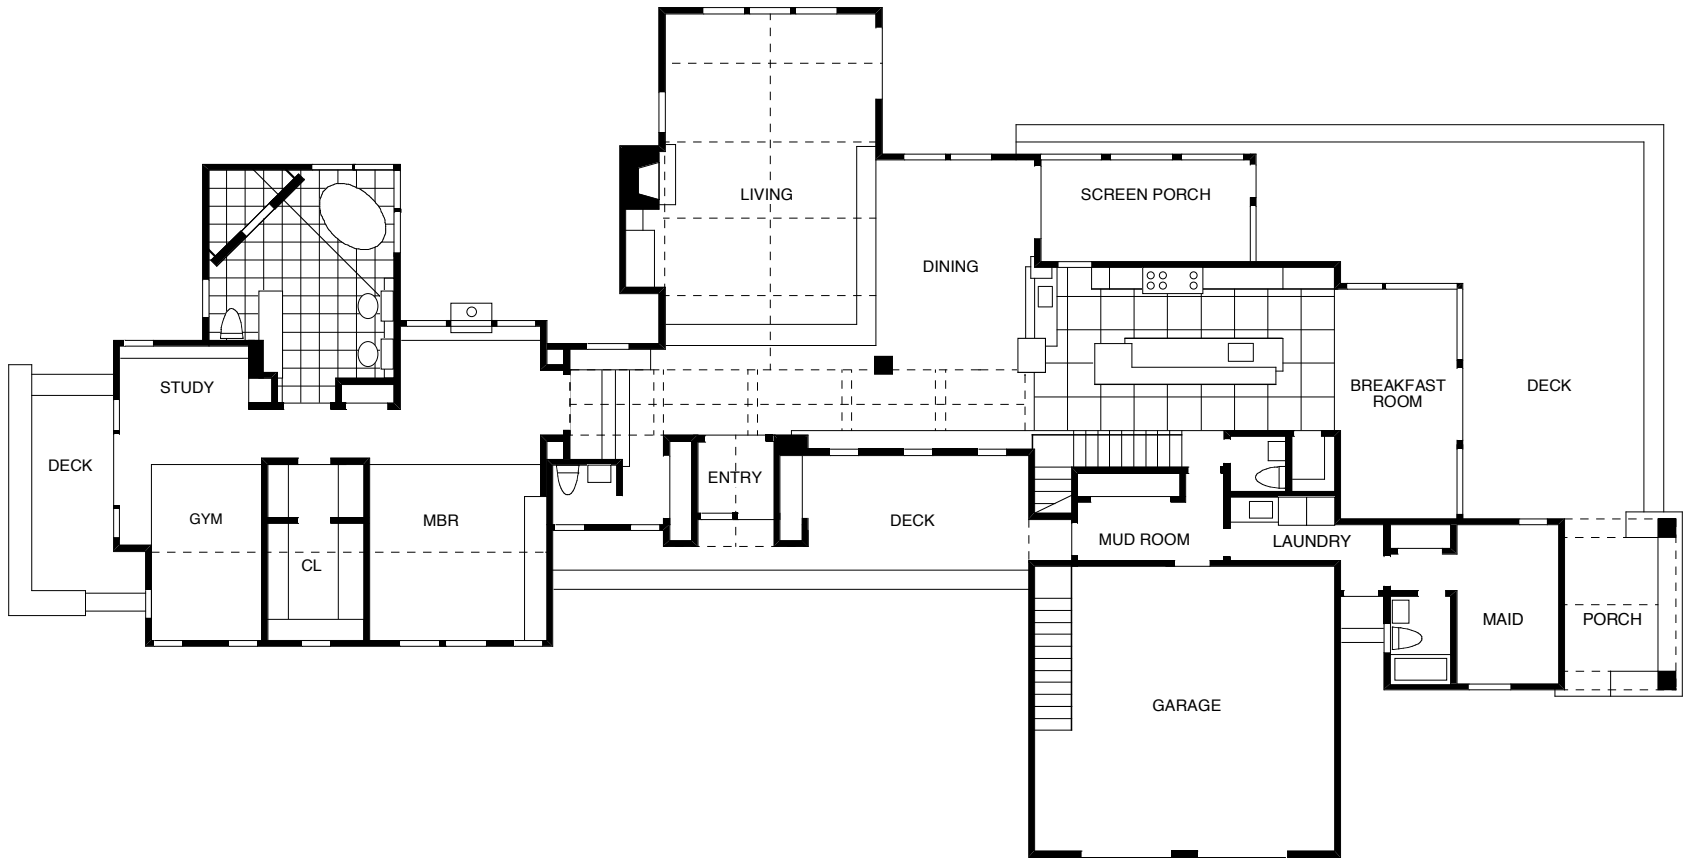 LIVING
SCREEN PORCH
DINING
STUDY
BREAKFAST
ROOM
DECK
DECK
ENTRY
GYM
MBR
DECK
MUD ROOM
LAUNDRY
CL
MAID
PORCH
GARAGE